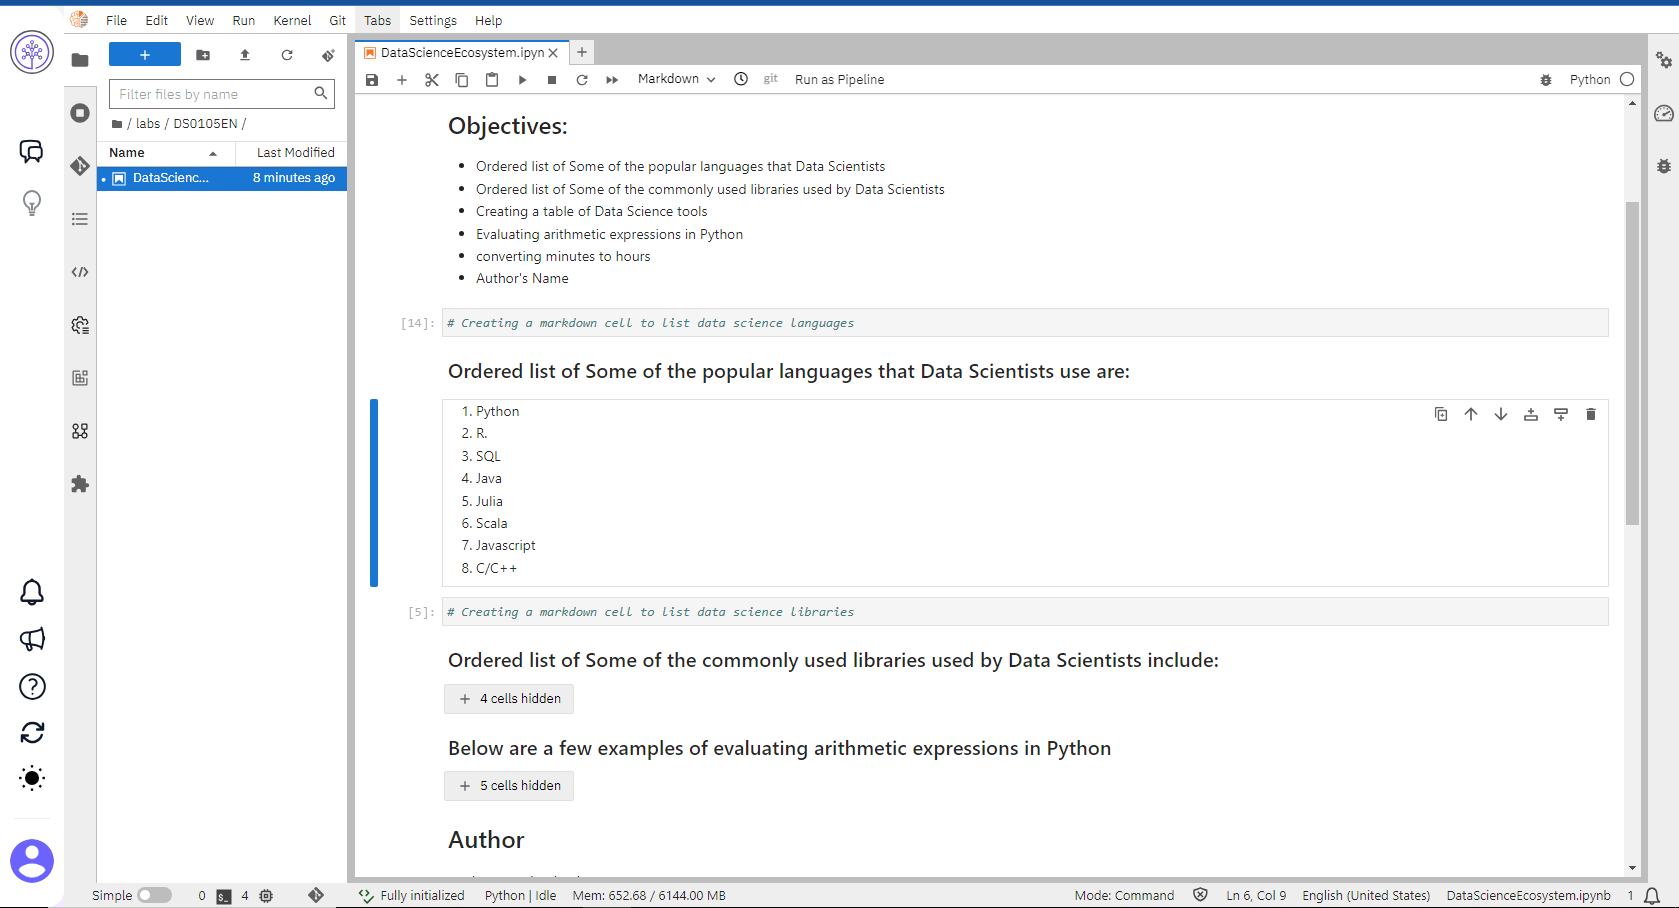 File Edit View Run Kernel Git Tabs Settings Help
+
Filter files by name
/ labs / DS0105EN /
Name Last Modified
DataScienc... 8 minutes ago
DataScienceEcosystem.ipyn
Markdown git Run as Pipeline Python
Objectives:
• Ordered list of Some of the popular languages that Data Scientists
• Ordered list of Some of the commonly used libraries used by Data Scientists
• Creating a table of Data Science tools
• Evaluating arithmetic expressions in Python
• converting minutes to hours
• Author's Name
[14]: # Creating a markdown cell to list data science languages
Ordered list of Some of the popular languages that Data Scientists use are:
1. Python
2. R.
3. SQL
4. Java
5. Julia
6. Scala
7. Javascript
8. C/C++
[5]: # Creating a markdown cell to list data science libraries
Ordered list of Some of the commonly used libraries used by Data Scientists include:
+ 4 cells hidden
Below are a few examples of evaluating arithmetic expressions in Python
+ 5 cells hidden
Author
Simple 0 $_ 4 Fully initialized Python | Idle Mem: 652.68 / 6144.00 MB Mode: Command Ln 6, Col 9 English (United States) DataScienceEcosystem.ipynb 1